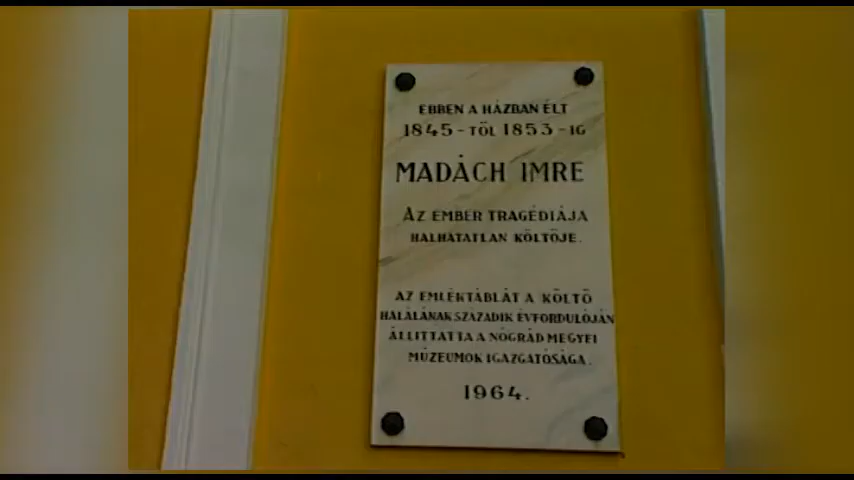 EBBEN A HÁZBAN ÉLT
1845-TŐL 1853-IG
MADÁCH IMRE
AZ EMBER TRAGÉDIÁJA
HALHATATLAN KÖLTŐJE.
AZ EMLÉKTÁBLÁT A KÖLTŐ
HALÁLÁNAK SZÁZADIK ÉVFORDULÓJÁN
ÁLLITTATTA A NÓGRÁD MEGYEI
MÚZEUMOK IGAZGATÓSÁGA.
1964.